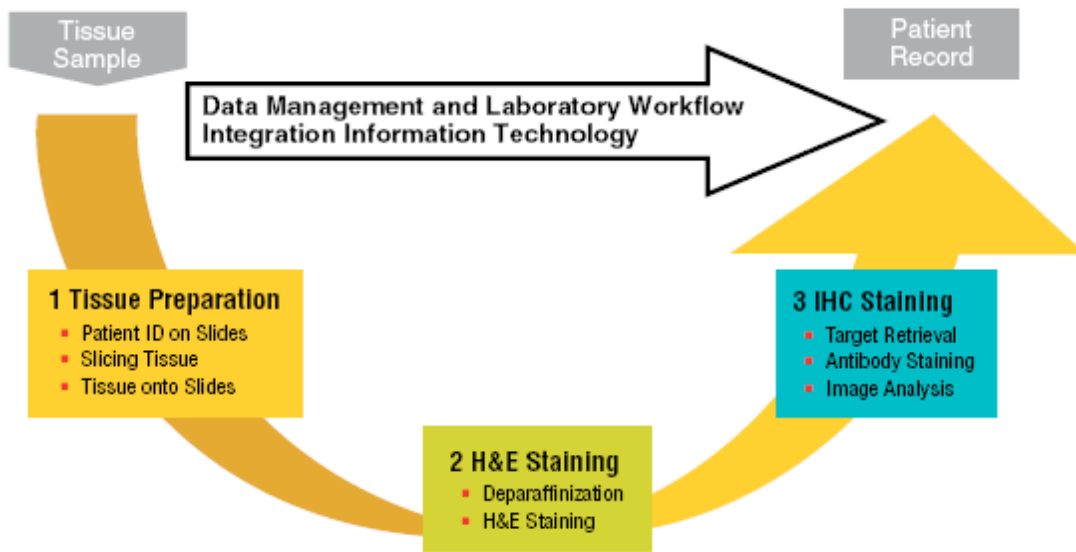 Tissue
Sample
Patient
Record
Data Management and Laboratory Workflow
Integration Information Technology
1 Tissue Preparation
Patient ID on Slides
Slicing Tissue
Tissue onto Slides
2 H&E Staining
Deparaffinization
H&E Staining
3 IHC Staining
Target Retrieval
Antibody Staining
Image Analysis